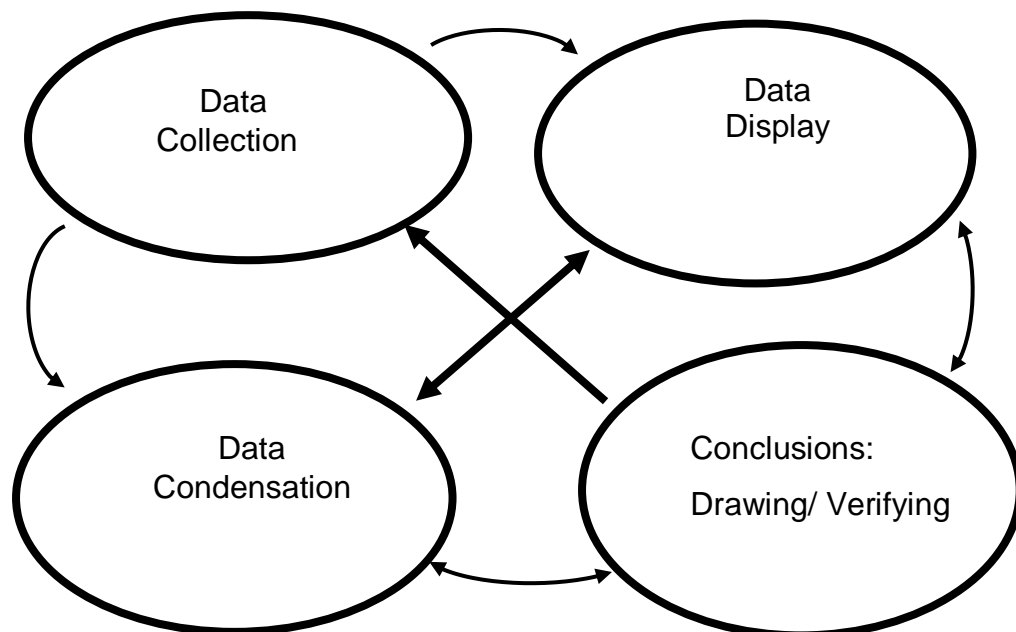 Data
Collection
Data
Display
Data
Condensation
Conclusions:
Drawing/ Verifying